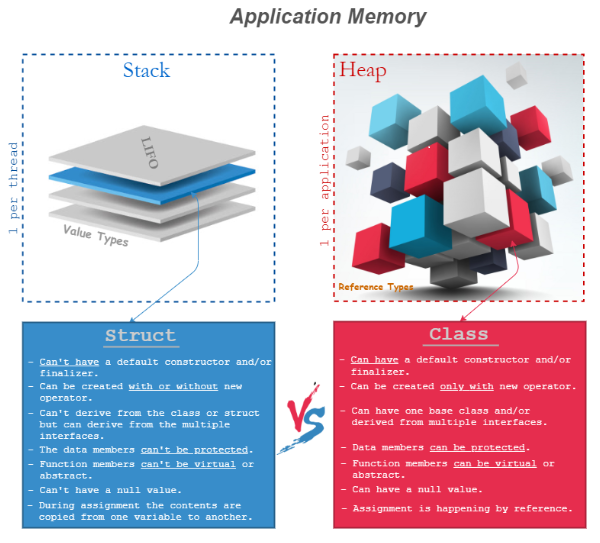 Application Memory
Stack
1 per thread
LIFO
Value Types
Heap
1 per application
Reference Types
Struct
- Can't have a default constructor and/or
finalizer.
- Can be created with or without new
operator.
- Can't derive from the class or struct
but can derive from the multiple
interfaces.
- The data members can't be protected.
- Function members can't be virtual or
abstract.
- Can't have a null value.
- During assignment the contents are
copied from one variable to another.
VS
Class
- Can have a default constructor and/or
finalizer.
- Can be created only with new operator.
- Can have one base class and/or
derived from multiple interfaces.
- Data members can be protected.
- Function members can be virtual or
abstract.
- Can have a null value.
- Assignment is happening by reference.